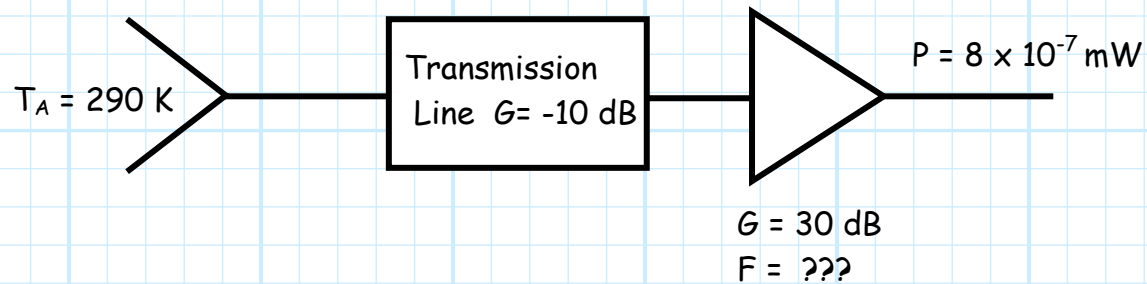 P = 8 x 10⁻⁷ mW
Transmission
T_A = 290 K
Line G= -10 dB
G = 30 dB
F = ???